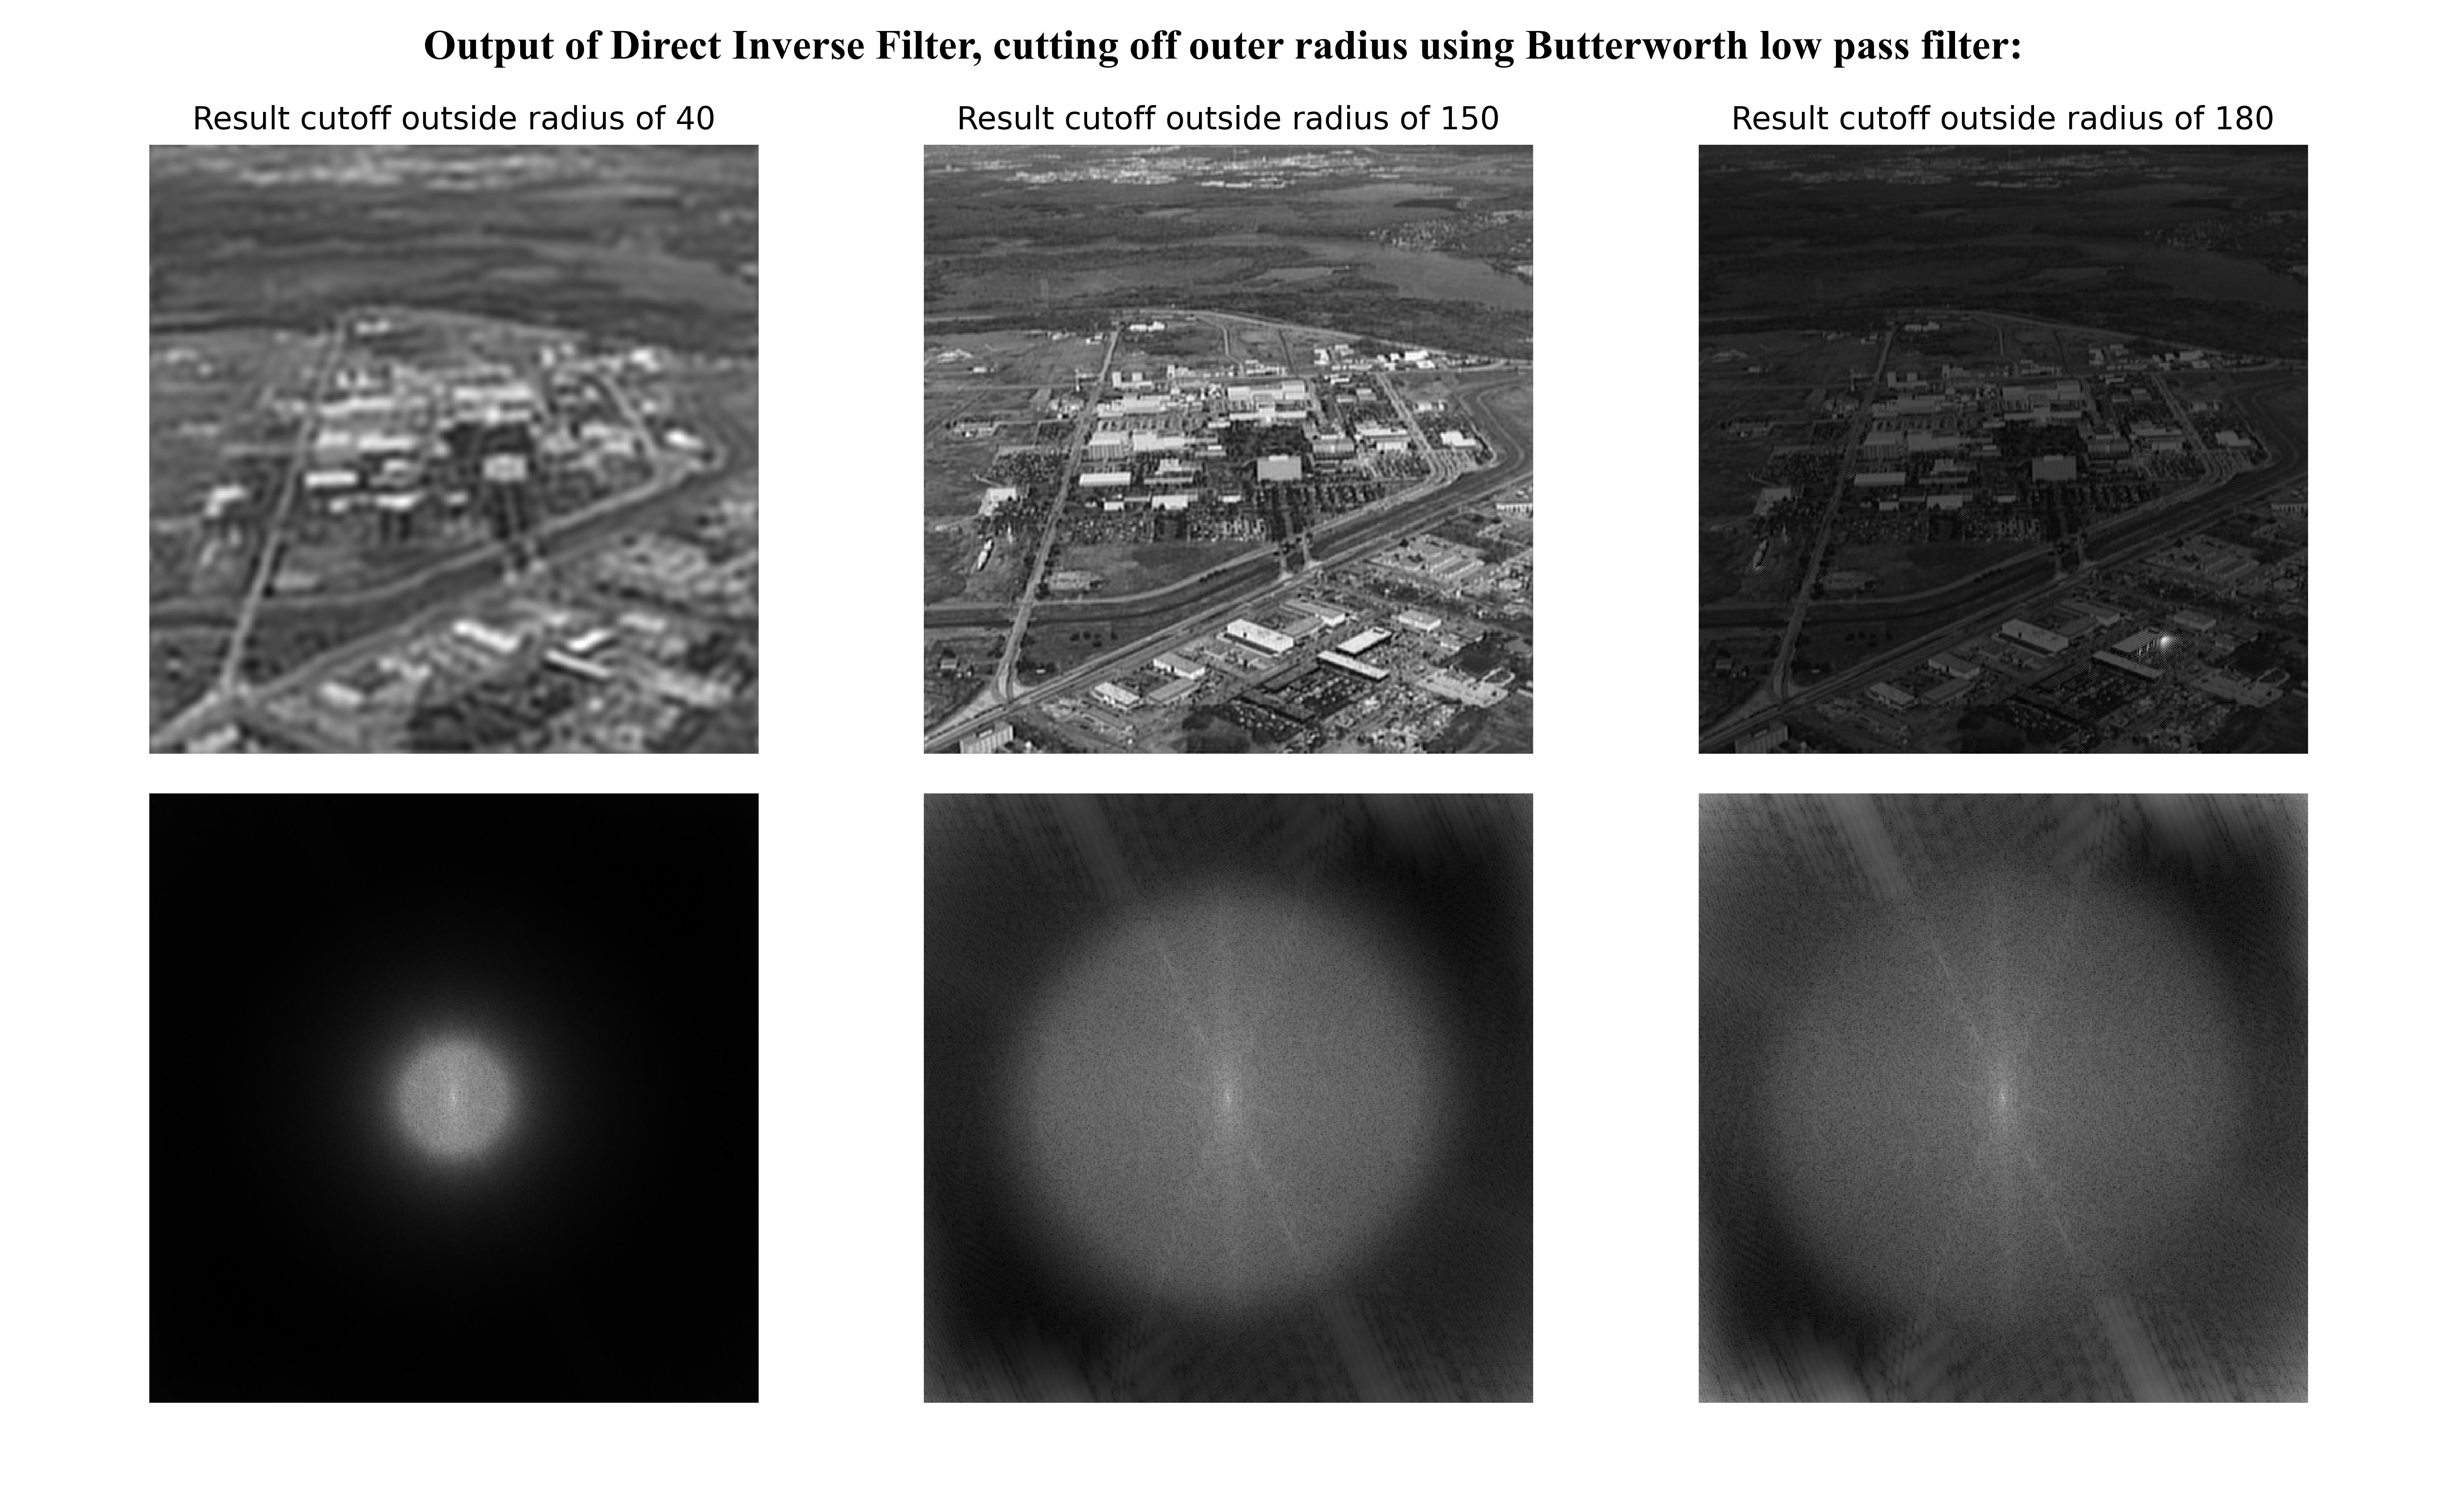 Output of Direct Inverse Filter, cutting off outer radius using Butterworth low pass filter:
Result cutoff outside radius of 40
Result cutoff outside radius of 150
Result cutoff outside radius of 180